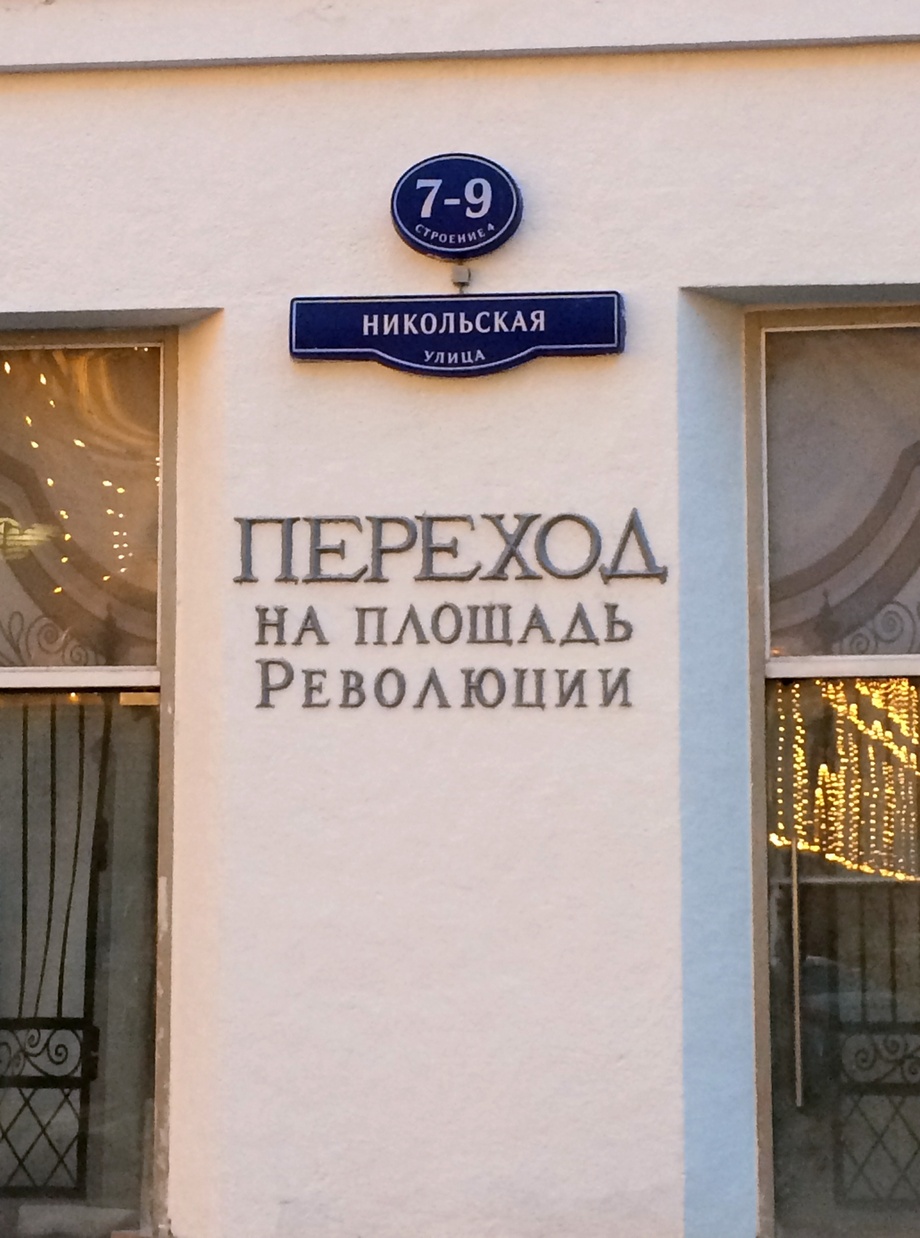 7-9
СТРОЕНИЕ 4
НИКОЛЬСКАЯ
УЛИЦА
ПЕРЕХОД
НА ПЛОЩАДЬ
РЕВОЛЮЦИИ